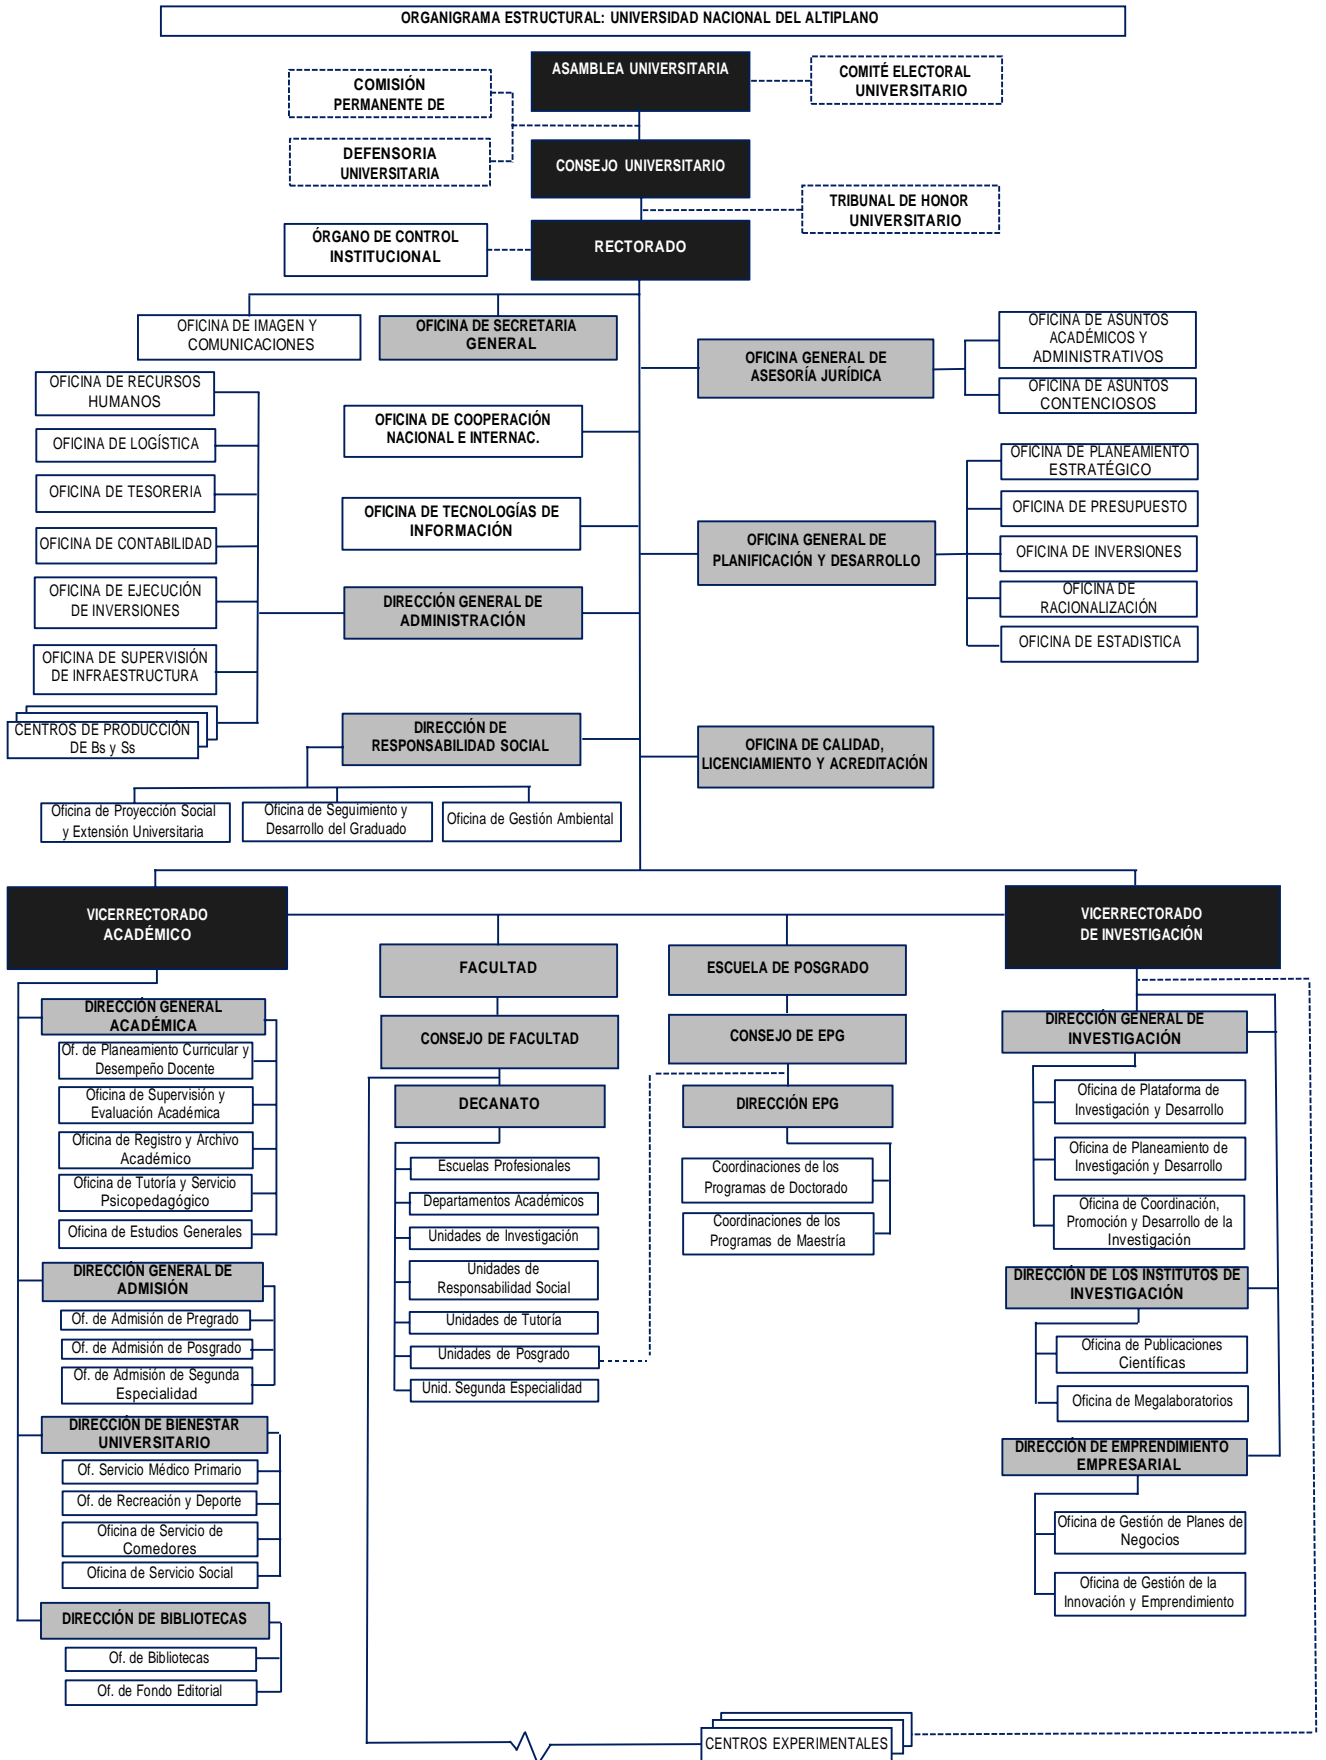 ORGANIGRAMA ESTRUCTURAL: UNIVERSIDAD NACIONAL DEL ALTIPLANO
ASAMBLEA UNIVERSITARIA
COMITÉ ELECTORAL
UNIVERSITARIO
COMISIÓN
PERMANENTE DE
DEFENSORIA
UNIVERSITARIA
CONSEJO UNIVERSITARIO
TRIBUNAL DE HONOR
UNIVERSITARIO
ÓRGANO DE CONTROL
INSTITUCIONAL
RECTORADO
OFICINA DE IMAGEN Y
COMUNICACIONES
OFICINA DE SECRETARIA
GENERAL
OFICINA GENERAL DE
ASESORÍA JURÍDICA
OFICINA DE ASUNTOS
ACADÉMICOS Y
ADMINISTRATIVOS
OFICINA DE ASUNTOS
CONTENCIOSOS
OFICINA DE RECURSOS
HUMANOS
OFICINA DE LOGÍSTICA
OFICINA DE TESORERIA
OFICINA DE CONTABILIDAD
OFICINA DE EJECUCIÓN
DE INVERSIONES
OFICINA DE SUPERVISIÓN
DE INFRAESTRUCTURA
CENTROS DE PRODUCCIÓN
DE Bs y Ss
OFICINA DE COOPERACIÓN
NACIONAL E INTERNAC.
OFICINA DE TECNOLOGÍAS DE
INFORMACIÓN
DIRECCIÓN GENERAL DE
ADMINISTRACIÓN
OFICINA GENERAL DE
PLANIFICACIÓN Y DESARROLLO
OFICINA DE PLANEAMIENTO
ESTRATÉGICO
OFICINA DE PRESUPUESTO
OFICINA DE INVERSIONES
OFICINA DE
RACIONALIZACIÓN
OFICINA DE ESTADISTICA
DIRECCIÓN DE
RESPONSABILIDAD SOCIAL
OFICINA DE CALIDAD,
LICENCIAMIENTO Y ACREDITACIÓN
Oficina de Proyección Social
y Extensión Universitaria
Oficina de Seguimiento y
Desarrollo del Graduado
Oficina de Gestión Ambiental
VICERRECTORADO
ACADÉMICO
VICERRECTORADO
DE INVESTIGACIÓN
DIRECCIÓN GENERAL
ACADÉMICA
Of. de Planeamiento Curricular y
Desempeño Docente
Oficina de Supervisión y
Evaluación Académica
Oficina de Registro y Archivo
Académico
Oficina de Tutoría y Servicio
Psicopedagógico
Oficina de Estudios Generales
DIRECCIÓN GENERAL DE
ADMISIÓN
Of. de Admisión de Pregrado
Of. de Admisión de Posgrado
Of. de Admisión de Segunda
Especialidad
DIRECCIÓN DE BIENESTAR
UNIVERSITARIO
Of. Servicio Médico Primario
Of. de Recreación y Deporte
Oficina de Servicio de
Comedores
Oficina de Servicio Social
DIRECCIÓN DE BIBLIOTECAS
Of. de Bibliotecas
Of. de Fondo Editorial
FACULTAD
CONSEJO DE FACULTAD
DECANATO
Escuelas Profesionales
Departamentos Académicos
Unidades de Investigación
Unidades de
Responsabilidad Social
Unidades de Tutoría
Unidades de Posgrado
Unid. Segunda Especialidad
ESCUELA DE POSGRADO
CONSEJO DE EPG
DIRECCIÓN EPG
Coordinaciones de los
Programas de Doctorado
Coordinaciones de los
Programas de Maestría
DIRECCIÓN GENERAL DE
INVESTIGACIÓN
Oficina de Plataforma de
Investigación y Desarrollo
Oficina de Planeamiento de
Investigación y Desarrollo
Oficina de Coordinación,
Promoción y Desarrollo de la
Investigación
DIRECCIÓN DE LOS INSTITUTOS DE
INVESTIGACIÓN
Oficina de Publicaciones
Científicas
Oficina de Megalaboratorios
DIRECCIÓN DE EMPRENDIMIENTO
EMPRESARIAL
Oficina de Gestión de Planes de
Negocios
Oficina de Gestión de la
Innovación y Emprendimiento
CENTROS EXPERIMENTALES